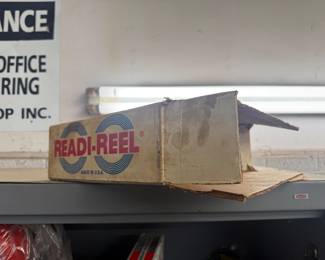 ANCE
OFFICE
RING
OP INC.
READI-REEL®
MADE IN U.S.A.